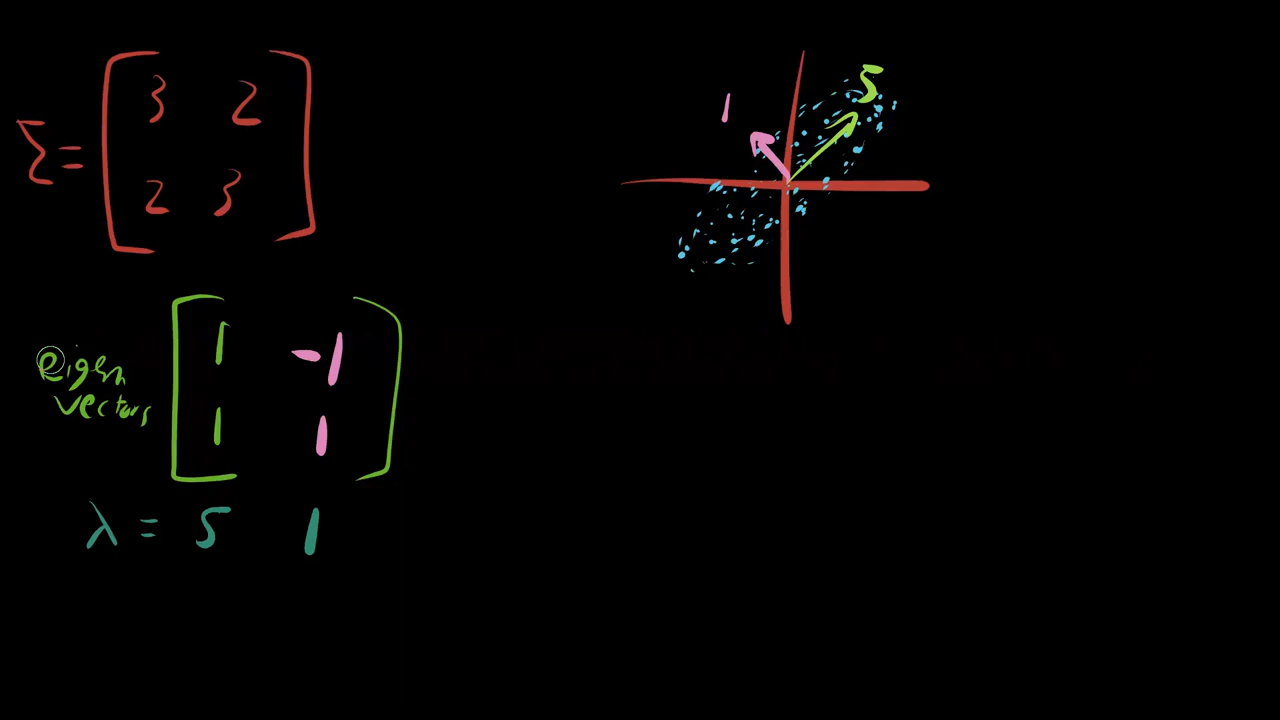 Σ = [ 3 2
2 3 ]
1
5
Eigen
vectors
[ 1 -1
1 1 ]
λ = 5 1